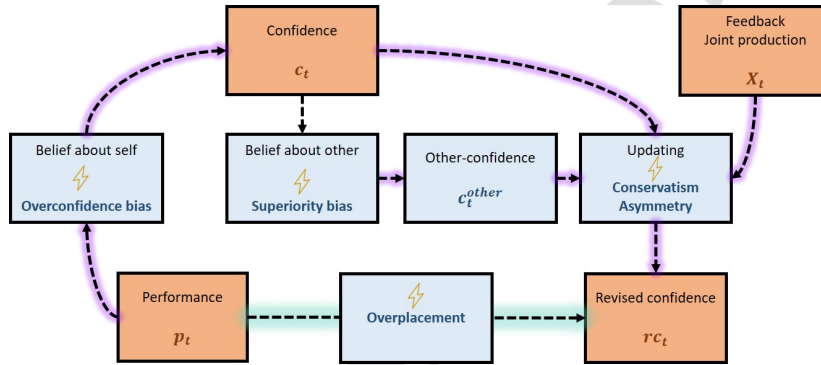 Confidence
c_t
Feedback
Joint production
X_t
Belief about self
Overconfidence bias
Belief about other
Superiority bias
Other-confidence
c_t^other
Updating
Conservatism
Asymmetry
Performance
p_t
Overplacement
Revised confidence
rc_t